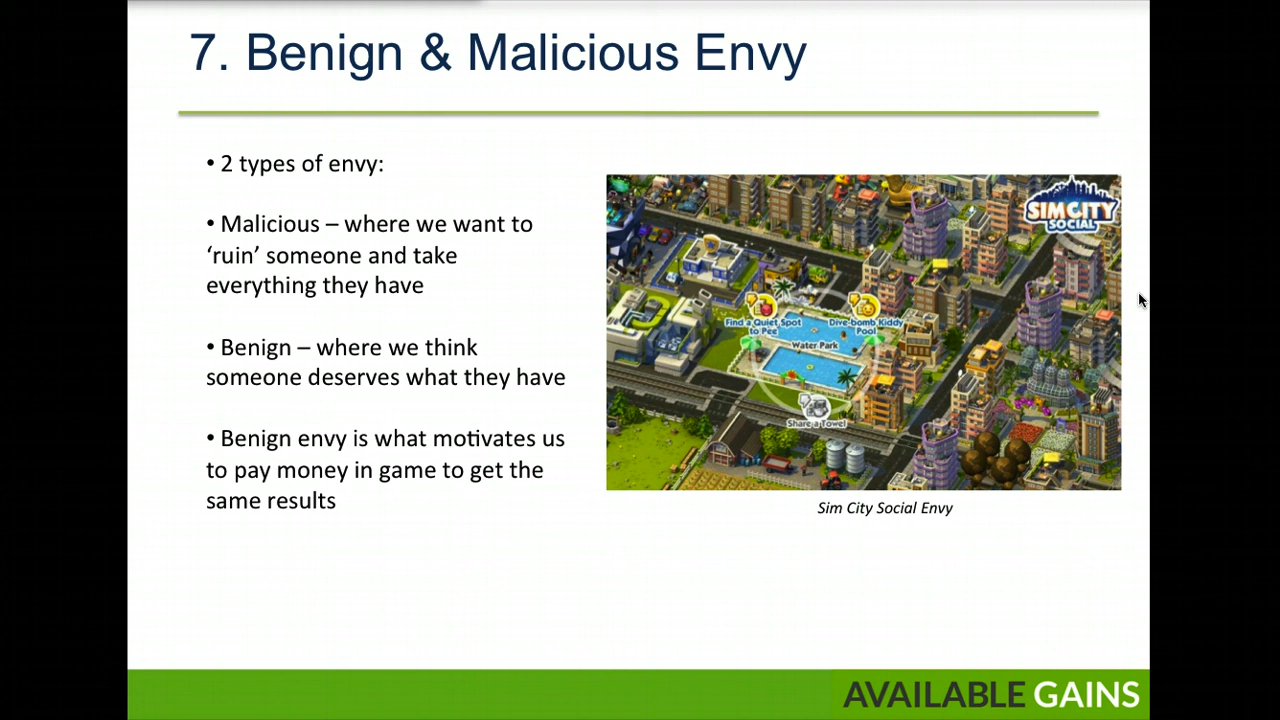 7. Benign & Malicious Envy
• 2 types of envy:
• Malicious – where we want to
‘ruin’ someone and take
everything they have
• Benign – where we think
someone deserves what they have
• Benign envy is what motivates us
to pay money in game to get the
same results
SIMCITY
SOCIAL
Find a Quiet Spot
to Pee
Dive-bomb Kiddy
Pool
Water Park
Share a Towel
Sim City Social Envy
AVAILABLE GAINS